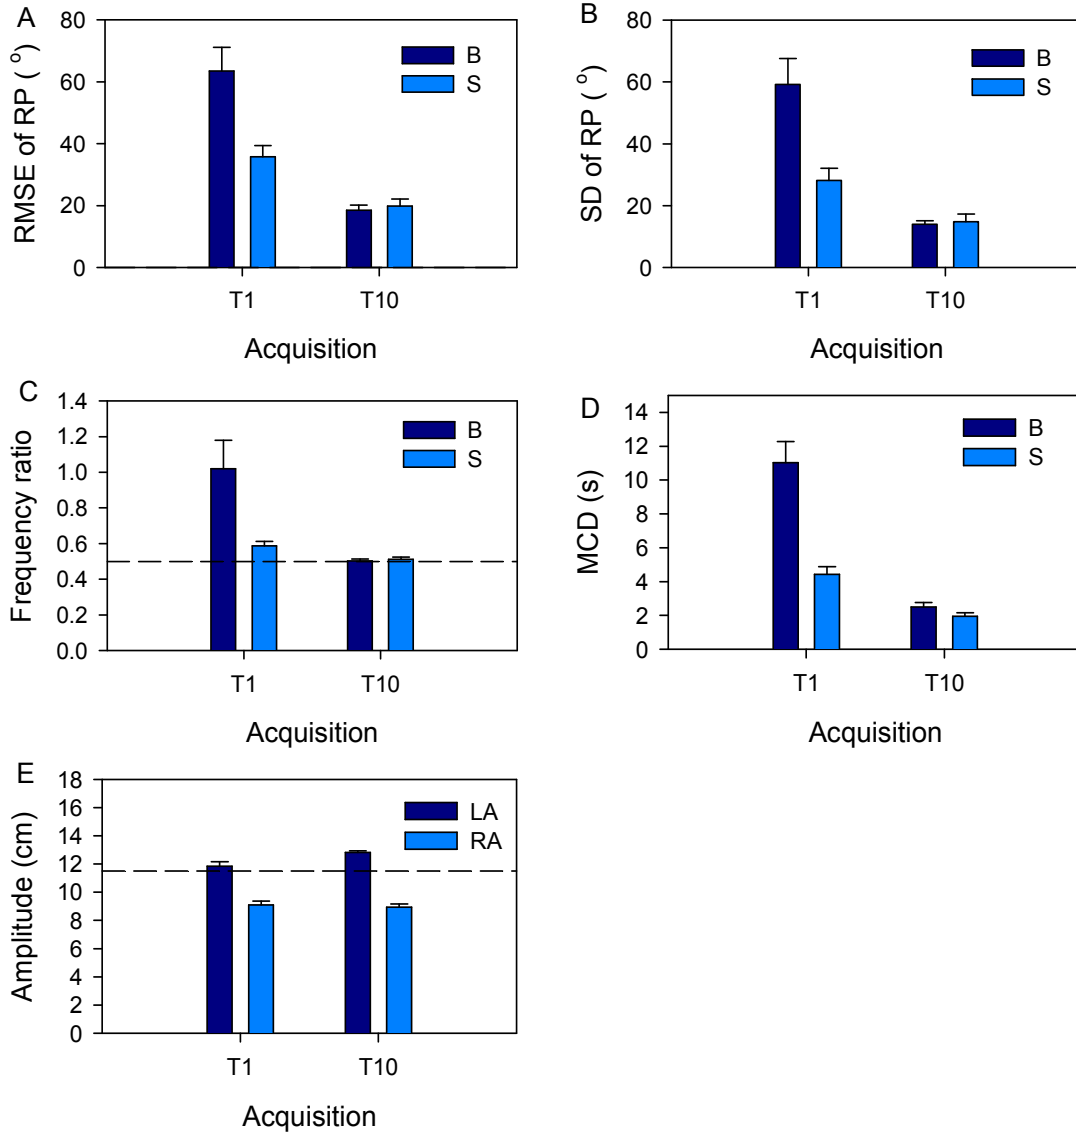 A
RMSE of RP ( °)
80
60
40
20
0
B
S
T1 T10
Acquisition
B
SD of RP ( °)
80
60
40
20
0
B
S
T1 T10
Acquisition
C
Frequency ratio
1.4
1.2
1.0
0.8
0.6
0.4
0.2
0.0
B
S
T1 T10
Acquisition
D
MCD (s)
14
12
10
8
6
4
2
0
B
S
T1 T10
Acquisition
E
Amplitude (cm)
18
16
14
12
10
8
6
4
2
0
LA
RA
T1 T10
Acquisition